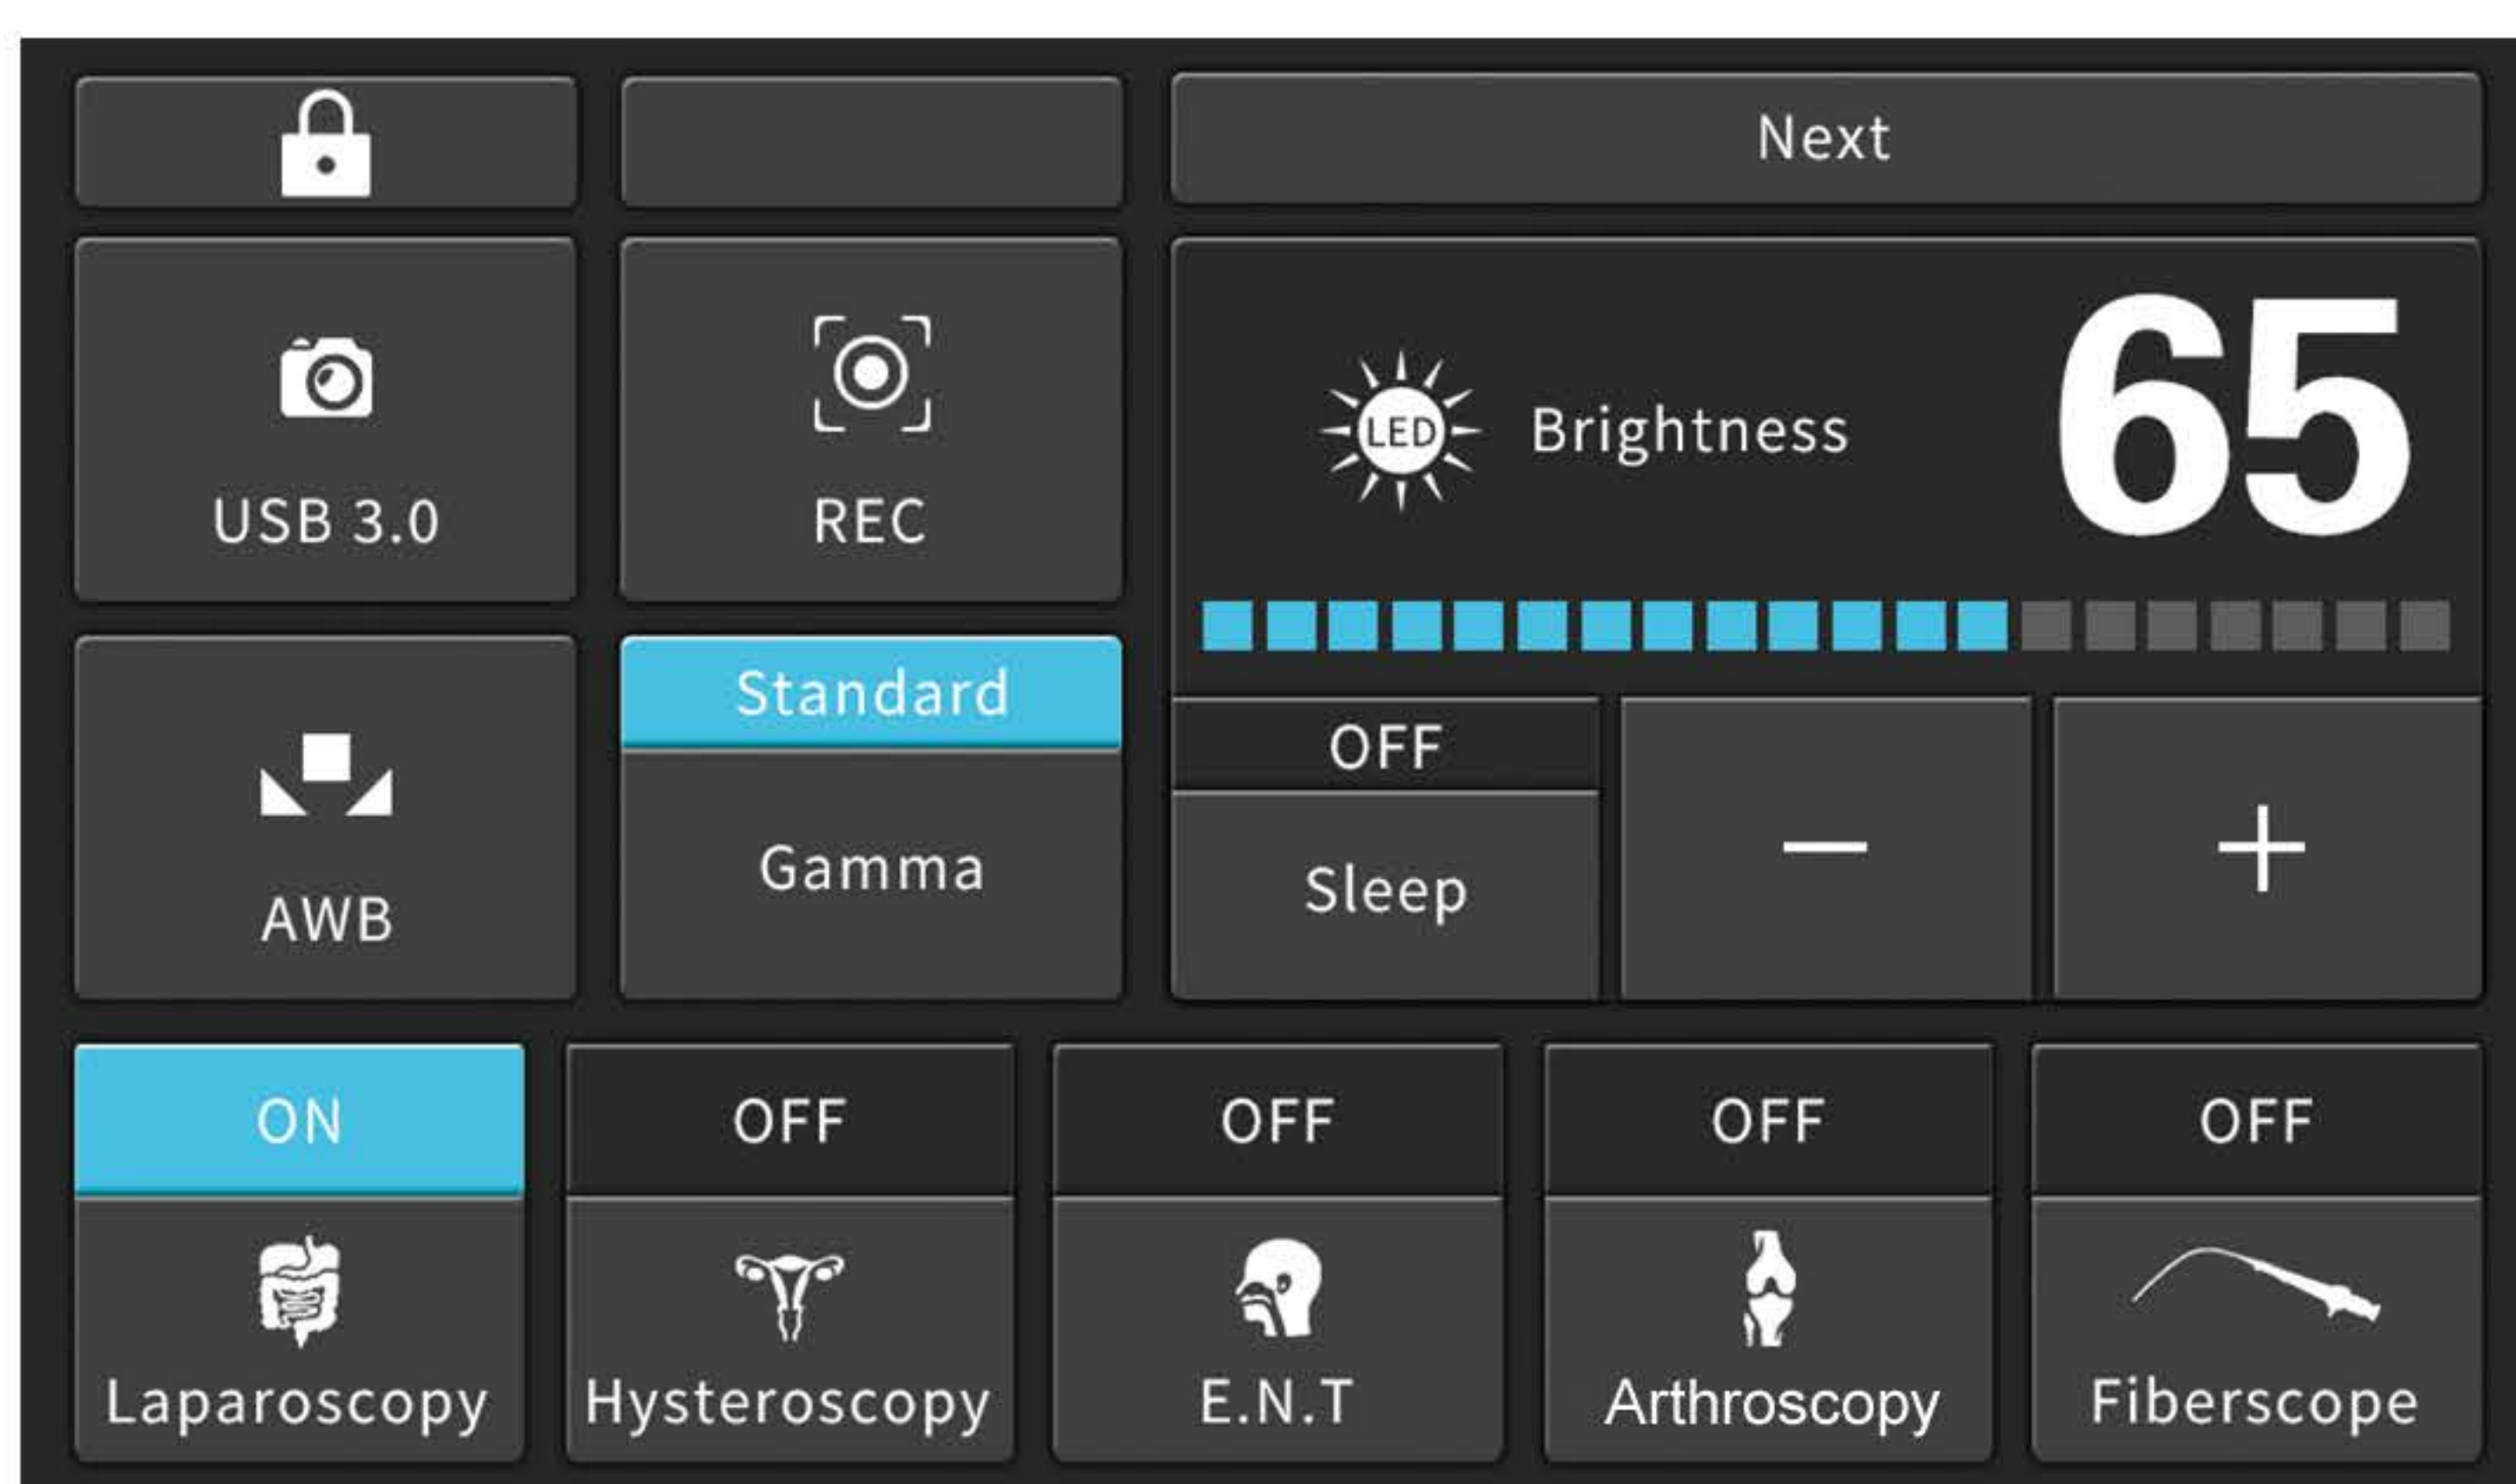 Next
USB 3.0
REC
LED
Brightness
65
AWB
Standard
Gamma
OFF
Sleep
−
+
ON
Laparoscopy
OFF
Hysteroscopy
OFF
E.N.T
OFF
Arthroscopy
OFF
Fiberscope